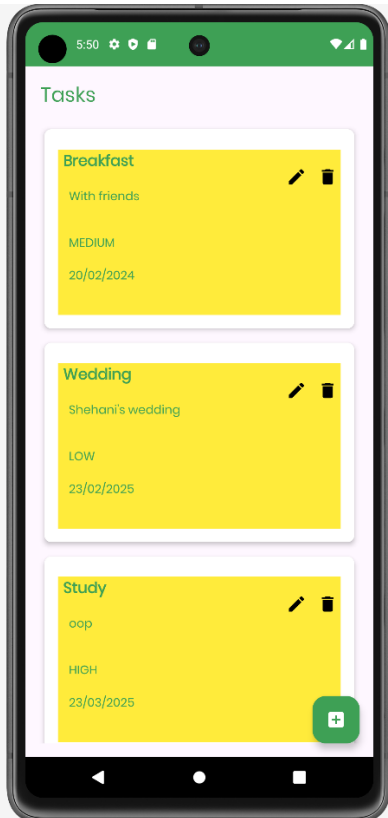 5:50
Tasks
Breakfast
With friends
MEDIUM
20/02/2024
Wedding
Shehani's wedding
LOW
23/02/2025
Study
oop
HIGH
23/03/2025